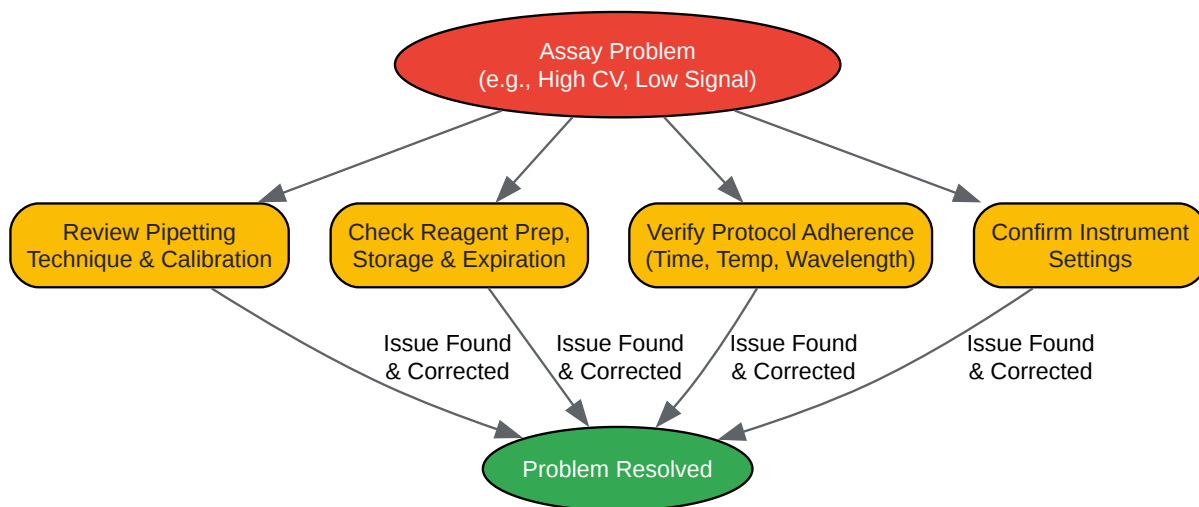 Assay Problem
(e.g., High CV, Low Signal)
Review Pipetting
Technique & Calibration
Check Reagent Prep,
Storage & Expiration
Verify Protocol Adherence
(Time, Temp, Wavelength)
Confirm Instrument
Settings
Issue Found
& Corrected
Issue Found
& Corrected
Issue Found
& Corrected
Issue Found
& Corrected
Problem Resolved